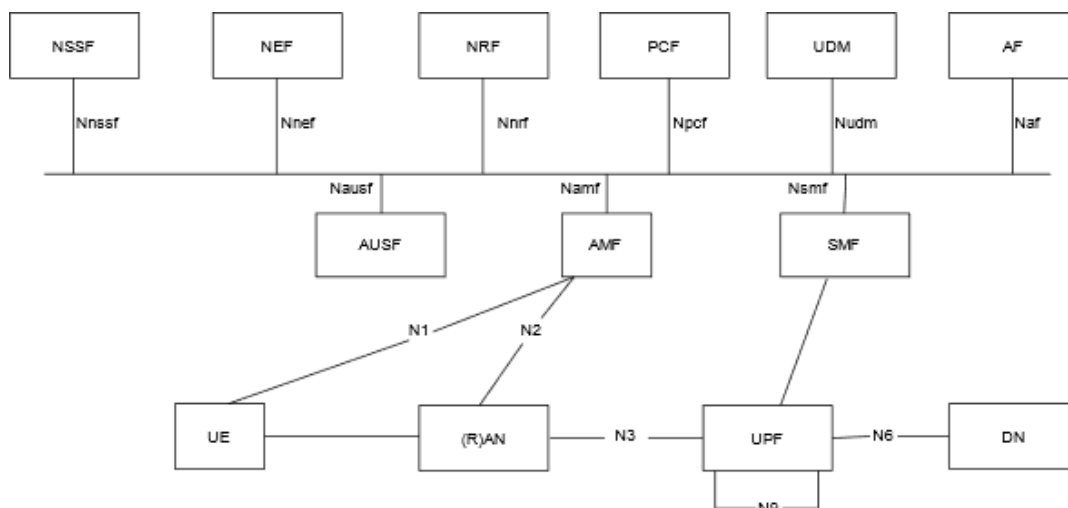 NSSF
NEF
NRF
PCF
UDM
AF
Nnssf
Nnef
Nnrf
Npcf
Nudm
Naf
Nausf
Namf
Nsmf
AUSF
AMF
SMF
N1
N2
UE
(R)AN
N3
UPF
N6
DN